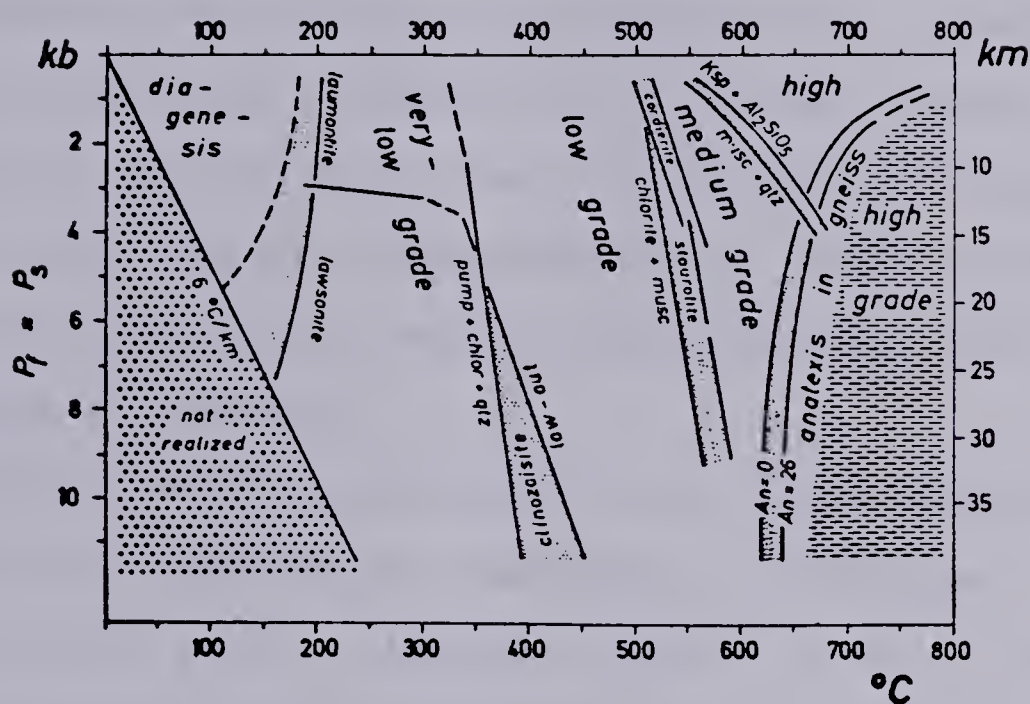 100 200 300 400 500 600 700 800
kb
km
dia-
gene-
sis
laumontite
very-
low
grade
low
grade
cordierite
medium
grade
Ksp + Al2SiO5
musc + qtz
high
2
4
6
8
10
10
15
20
25
30
35
Pf = Ps
6 °C/km
lawsonite
pump + chlor + qtz
low - out
clinozoisite
chlorite + musc
staurolite
analexis in gneiss
high
grade
not
realized
An = 0
An = 26
100 200 300 400 500 600 700 800
°C